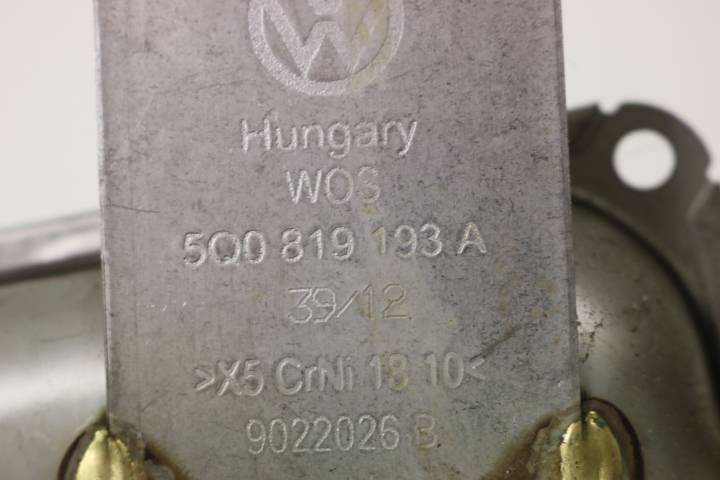 Hungary
WOS
5Q0 819 193 A
39/12
>X5 CrNi 18 10<
9022026 B